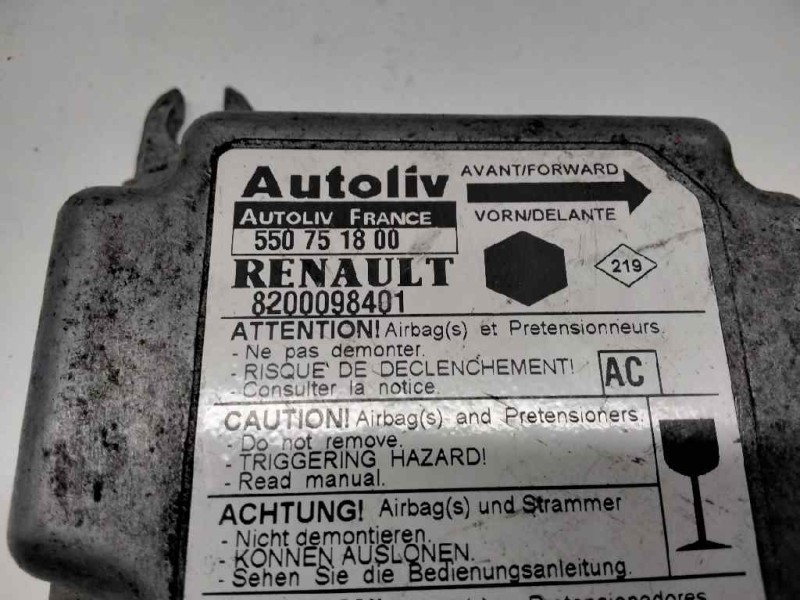 Autoliv
AVANT/FORWARD
AUTOLIV FRANCE
VORN/DELANTE
550 75 18 00
RENAULT
219
8200098401
ATTENTION! Airbag(s) et Pretensionneurs.
- Ne pas demonter.
- RISQUE DE DECLENCHEMENT!
- Consulter la notice.
AC
CAUTION! Airbag(s) and Pretensioners.
- Do not remove.
- TRIGGERING HAZARD!
- Read manual.
ACHTUNG! Airbag(s) und Strammer
- Nicht demontieren.
- KONNEN AUSLONEN.
- Sehen Sie die Bedienungsanleitung.
Pretensionadores